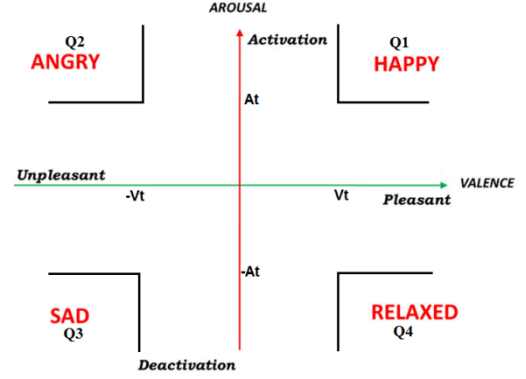 AROUSAL
Q2
ANGRY
Activation
Q1
HAPPY
At
Unpleasant
VALENCE
-Vt
Vt
Pleasant
-At
SAD
Q3
RELAXED
Q4
Deactivation